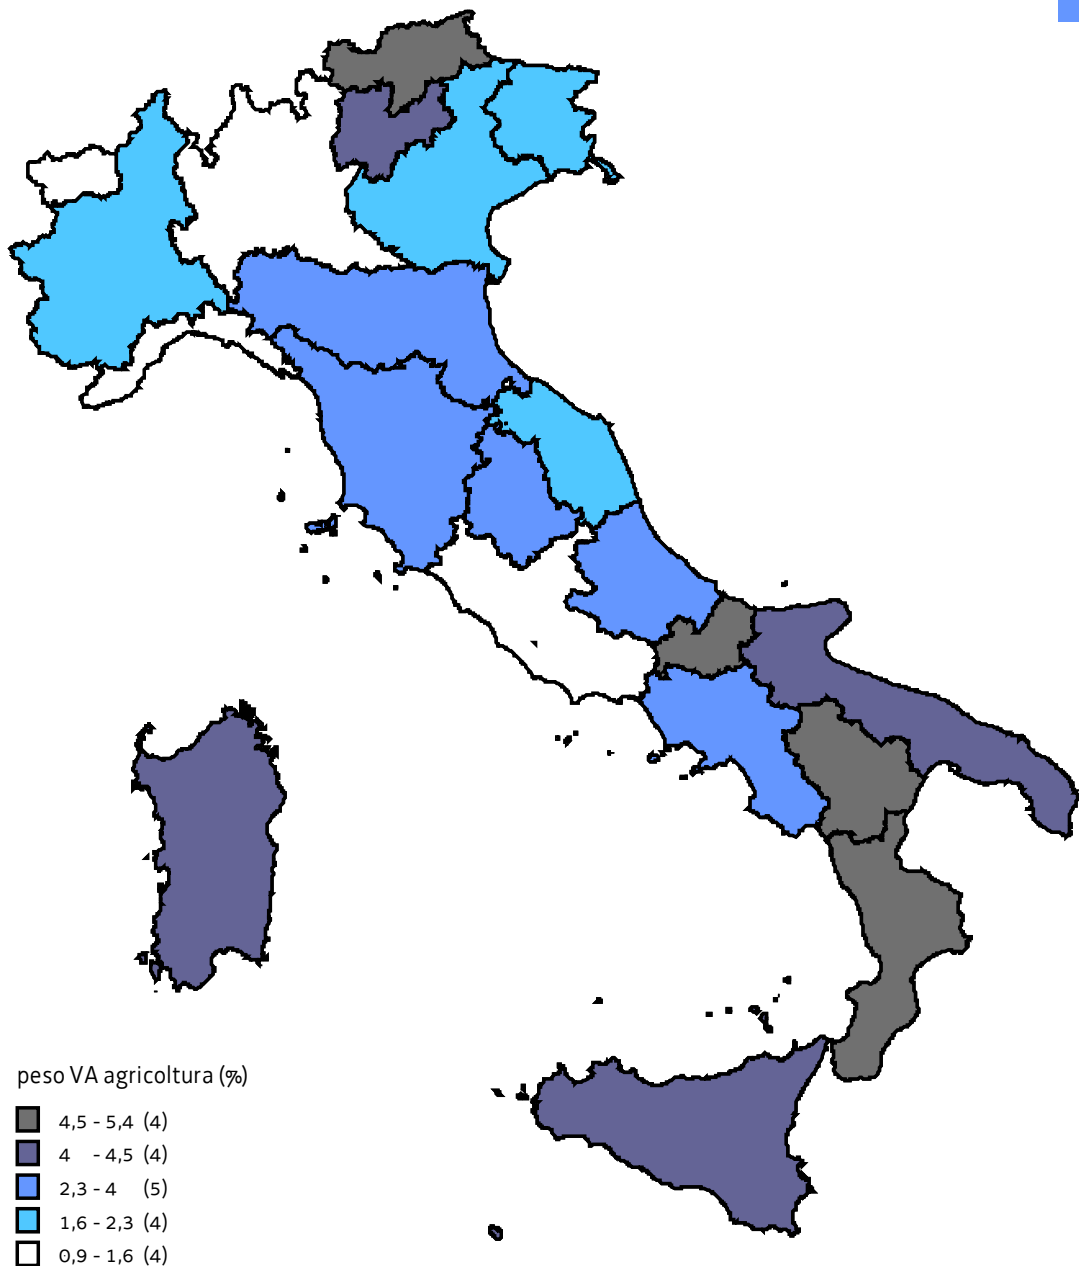 peso VA agricoltura (%)
4,5 - 5,4 (4)
4 - 4,5 (4)
2,3 - 4 (5)
1,6 - 2,3 (4)
0,9 - 1,6 (4)